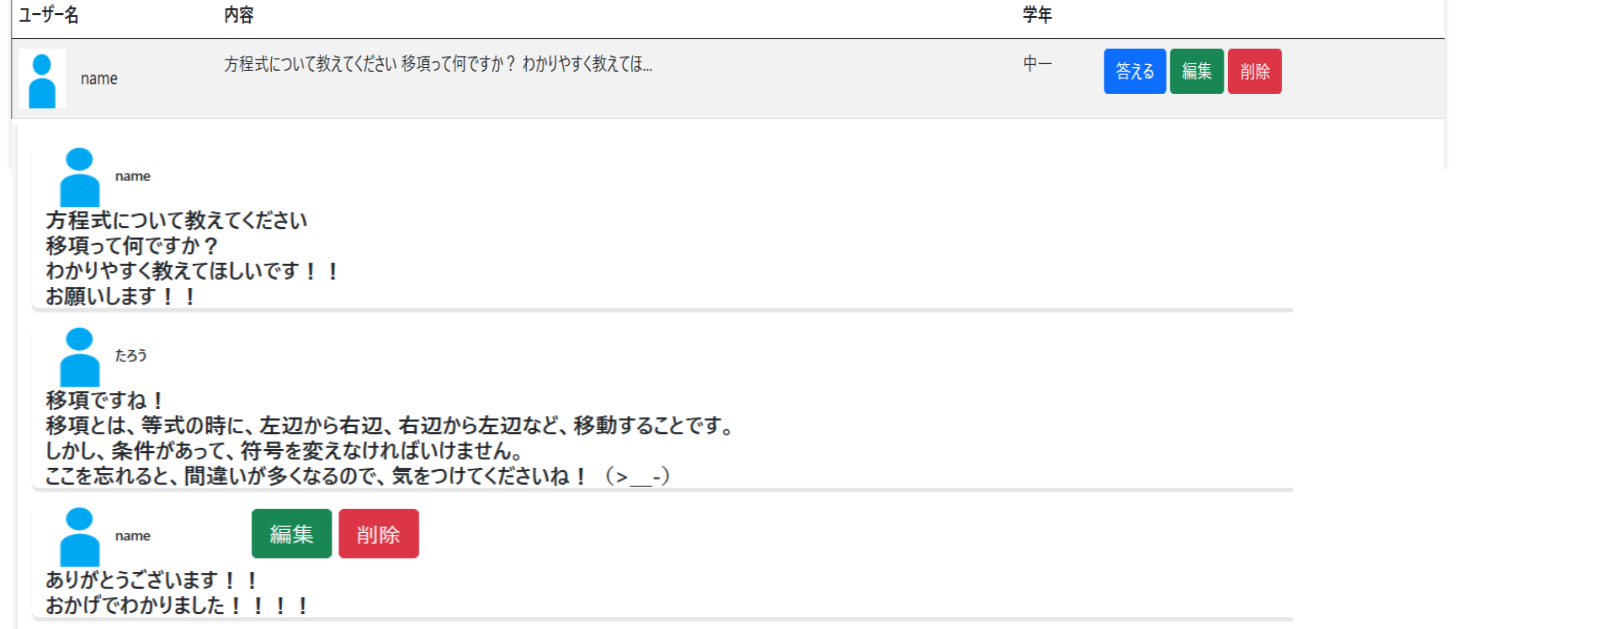 ユーザー名 内容 学年
name 方程式について教えてください 移項って何ですか？ わかりやすく教えてほ... 中一 答える 編集 削除
name
方程式について教えてください
移項って何ですか？
わかりやすく教えてほしいです！！
お願いします！！
たろう
移項ですね！
移項とは、等式の時に、左辺から右辺、右辺から左辺など、移動することです。
しかし、条件があって、符号を変えなければいけません。
ここを忘れると、間違いが多くなるので、気をつけてくださいね！（>__-）
name 編集 削除
ありがとうございます！！
おかげでわかりました！！！！